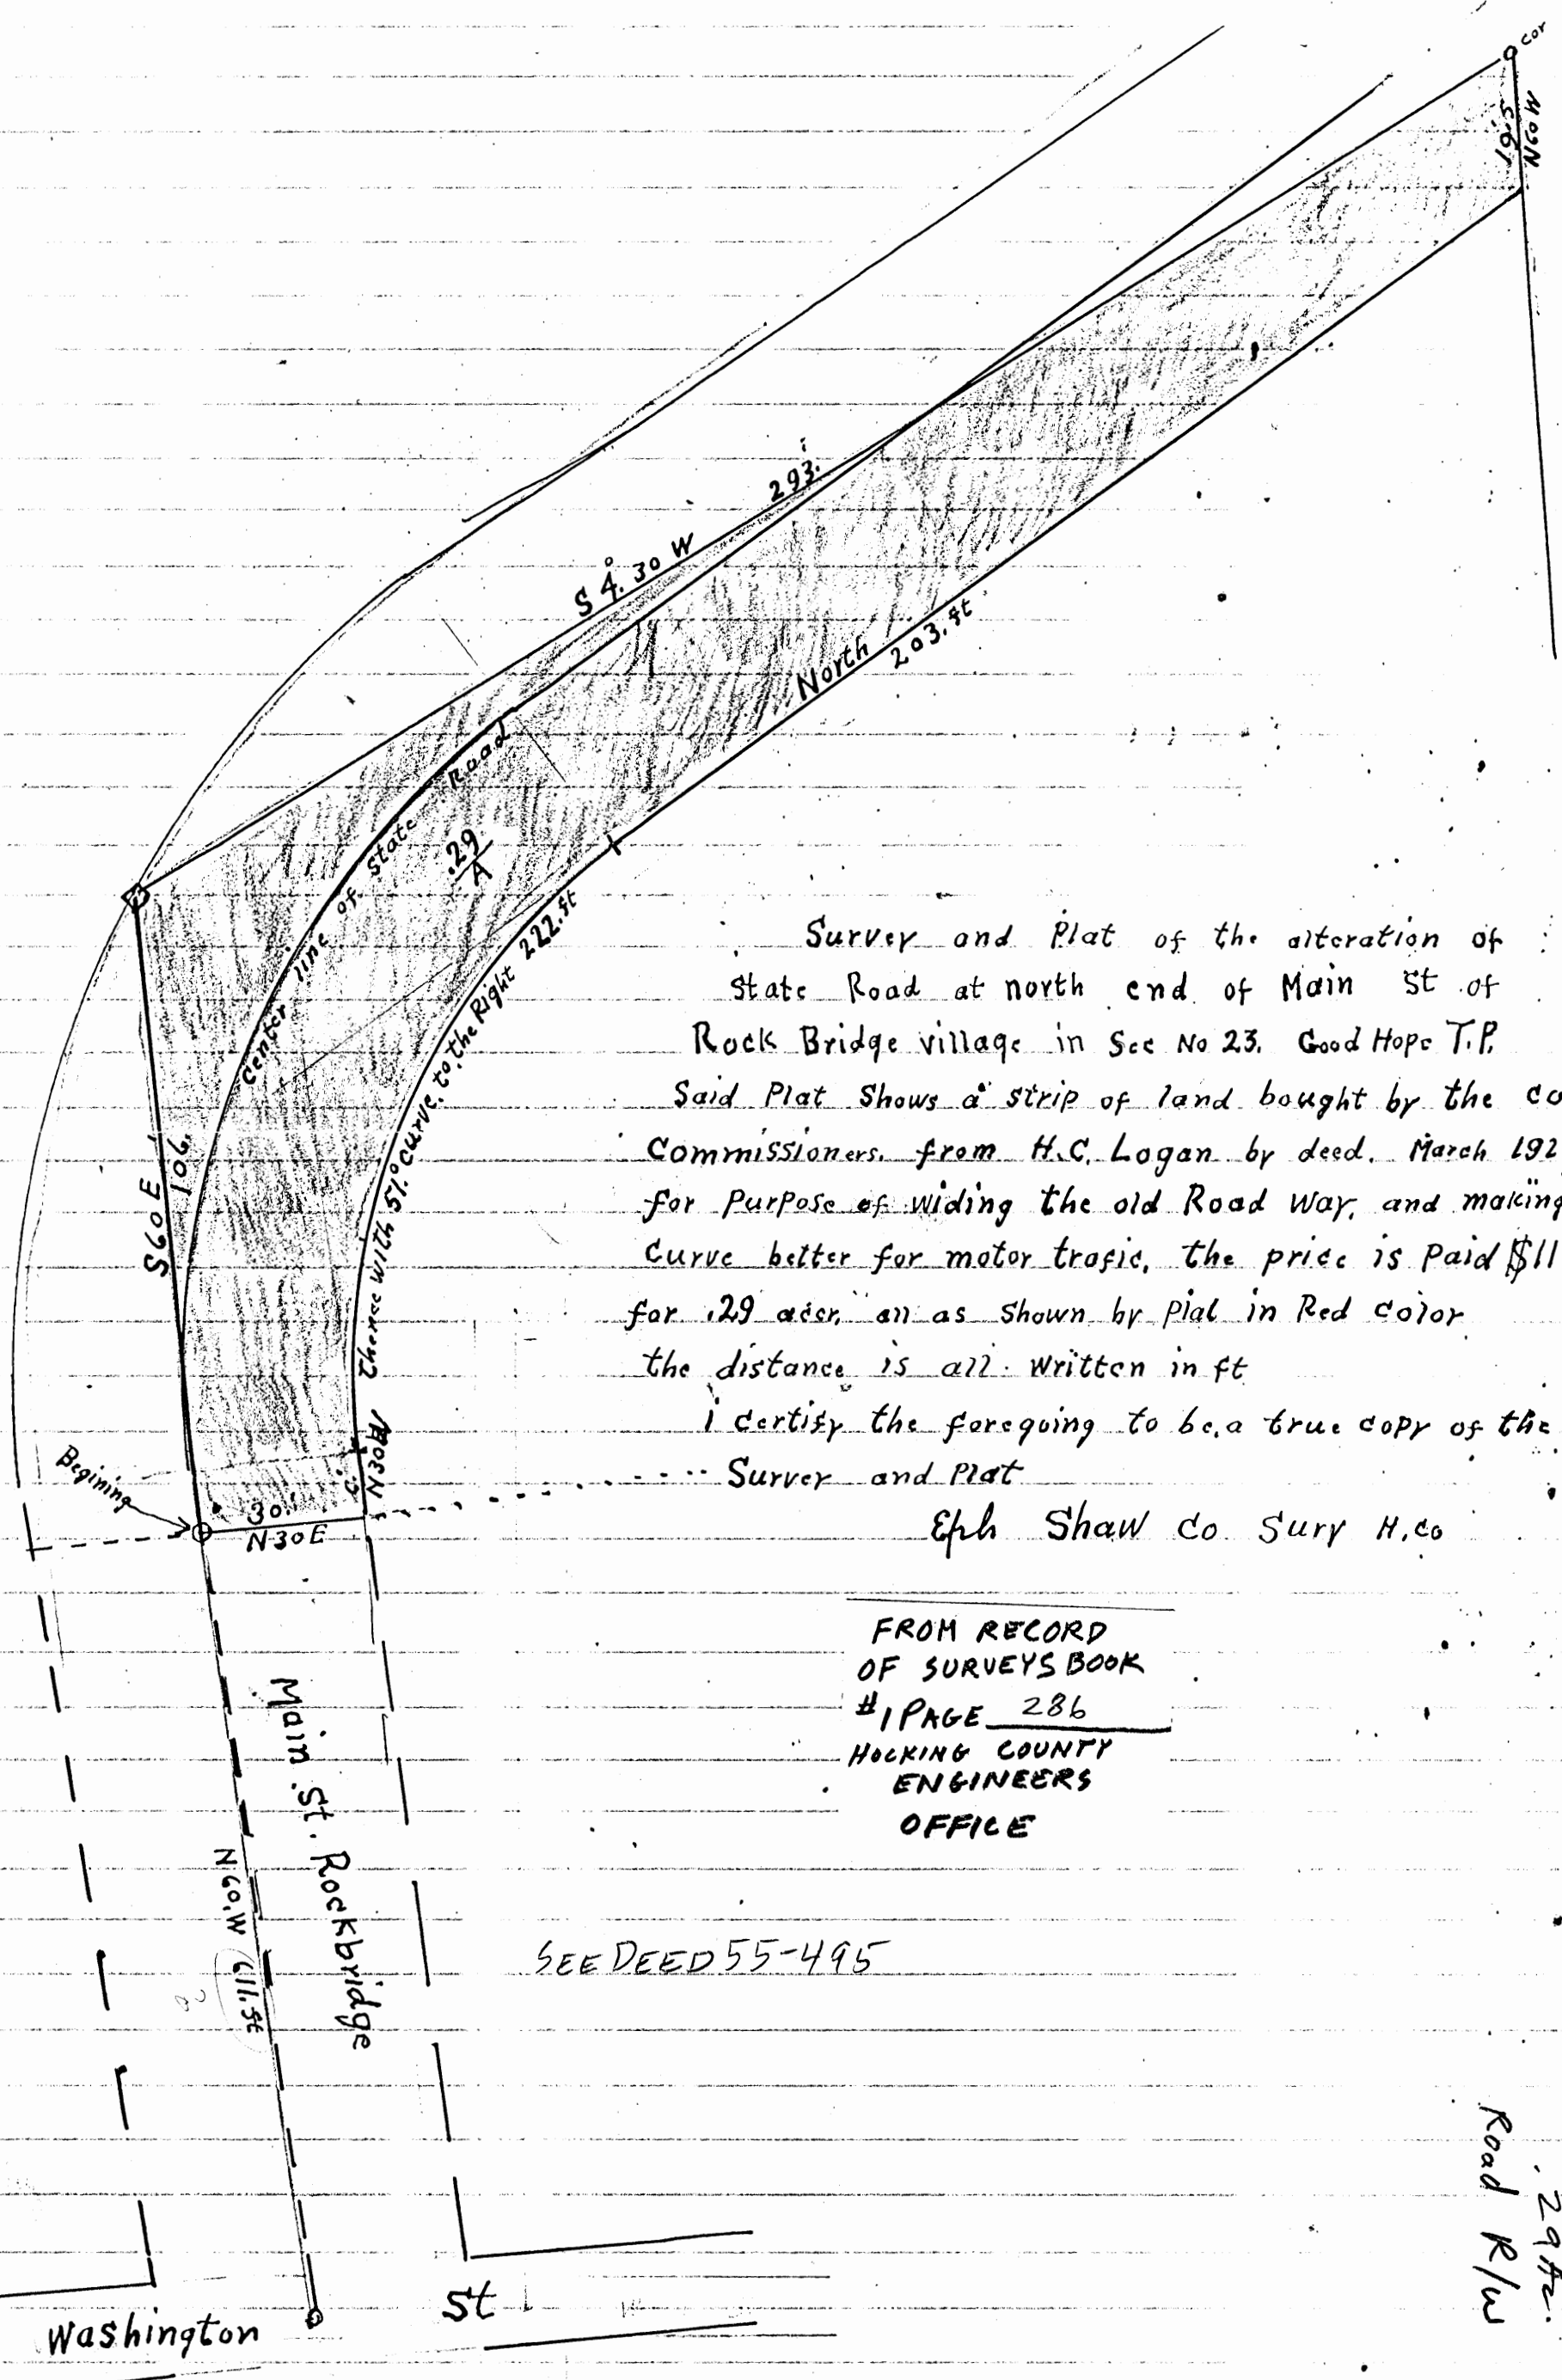 Cor
19.5
N60W
293.
S 4.° 30 W
North 203. ft
Center line of State Road
.29
A
Thence with 51.° curve. to. the Right 222. ft
S60 E
106.
Survey and Plat of the alteration of
State Road at north end of Main St of
Rock Bridge village in Sec No 23. Good Hope T.P.
Said Plat Shows a strip of land bought by the co
Commissioners. from H.C. Logan by deed. March 192
for Purpose of widing the old Road way, and making
Curve better for motor trafic, the price is Paid $11
for .29 acer. all as Shown by Plat in Red color
the distance is all written in ft
i certify the foregoing to be a true copy of the
Survey and Plat
Eph Shaw Co Sury H.Co
Begining
30.'
N30E
N30W
FROM RECORD
OF SURVEYS BOOK
#1 PAGE 286
HOCKING COUNTY
ENGINEERS
OFFICE
Main St. Rockbridge
N60.W 611.ft
SEE DEED 55-495
.29 Ac.
Road R/W
Washington St